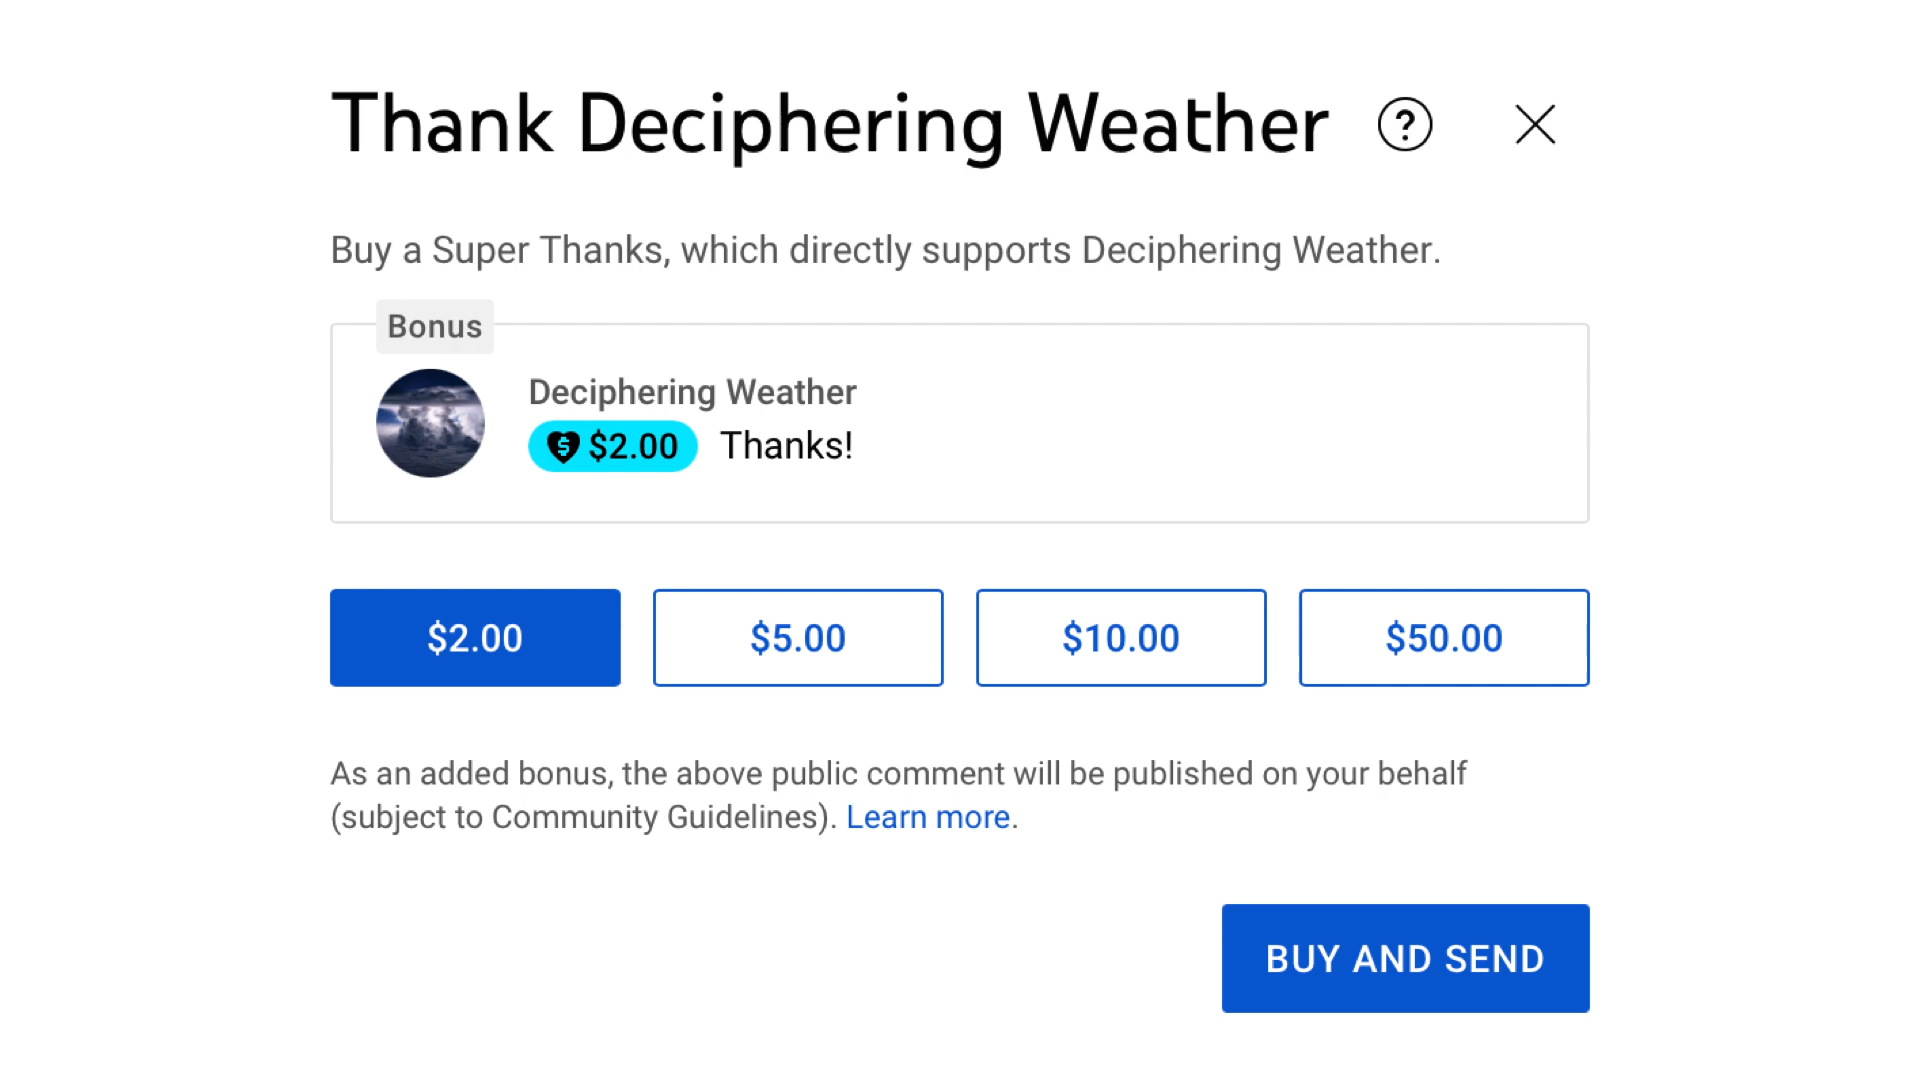 Thank Deciphering Weather ?
Buy a Super Thanks, which directly supports Deciphering Weather.
Bonus
Deciphering Weather
$ $2.00 Thanks!
$2.00 $5.00 $10.00 $50.00
As an added bonus, the above public comment will be published on your behalf
(subject to Community Guidelines). Learn more.
BUY AND SEND